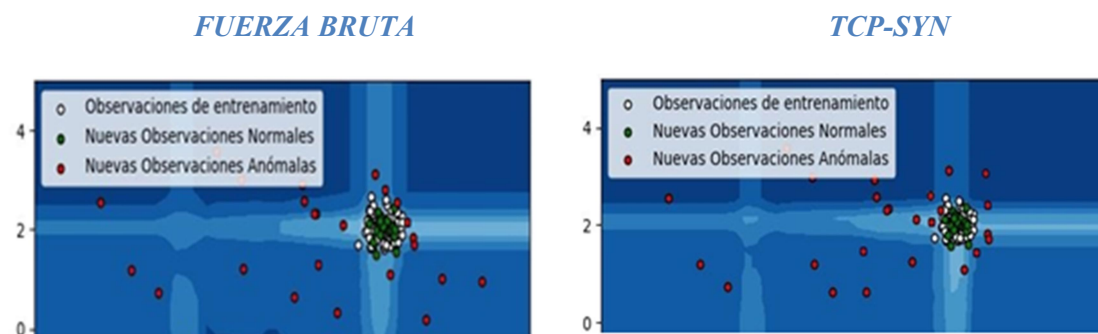 FUERZA BRUTA
TCP-SYN
Observaciones de entrenamiento
Nuevas Observaciones Normales
Nuevas Observaciones Anómalas
4
2
0
Observaciones de entrenamiento
Nuevas Observaciones Normales
Nuevas Observaciones Anómalas
4
2
0